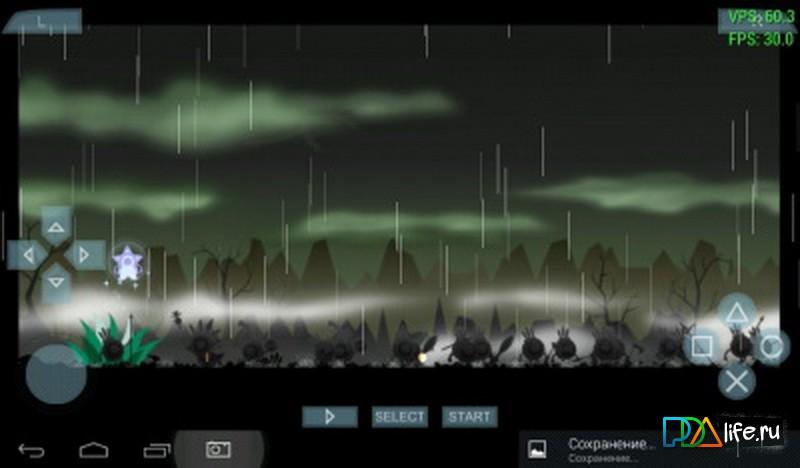 L
R
VPS: 60.3
FPS: 30.0
SELECT
START
Сохранение...
Сохранение...
PDAlife.ru